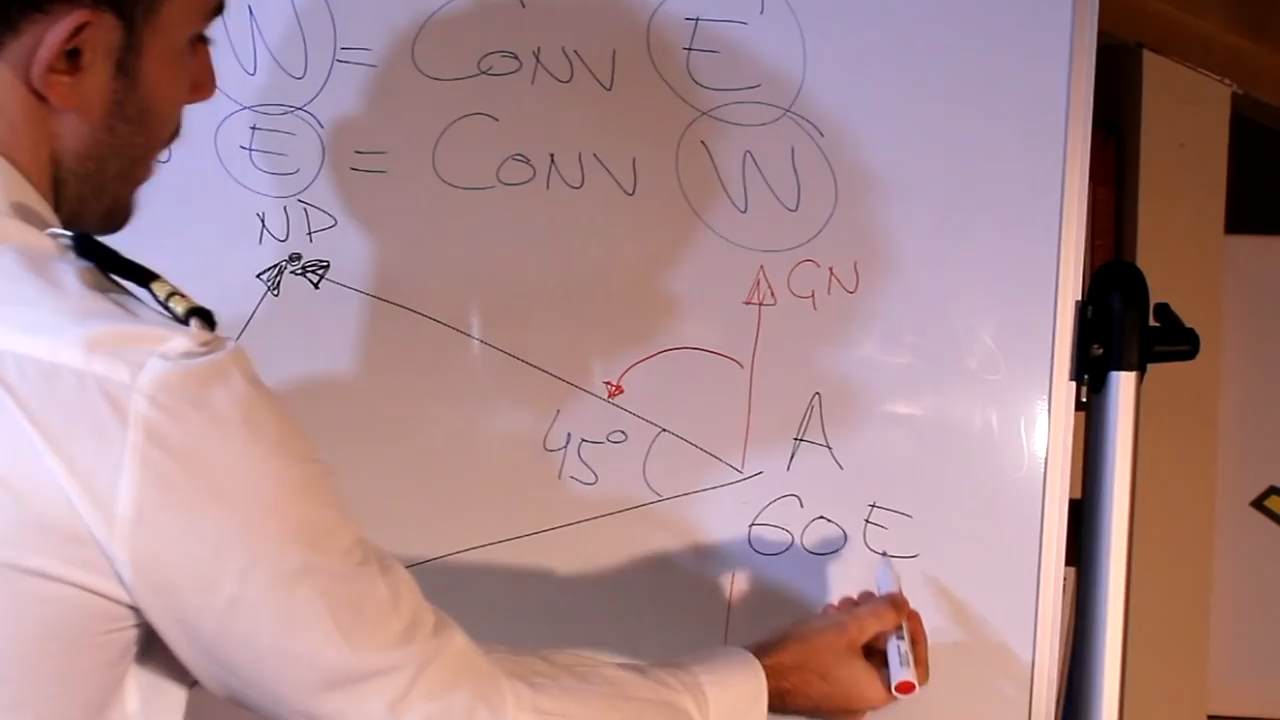 W = CONV E
E = CONV W
NP
GN
45°
A
60E